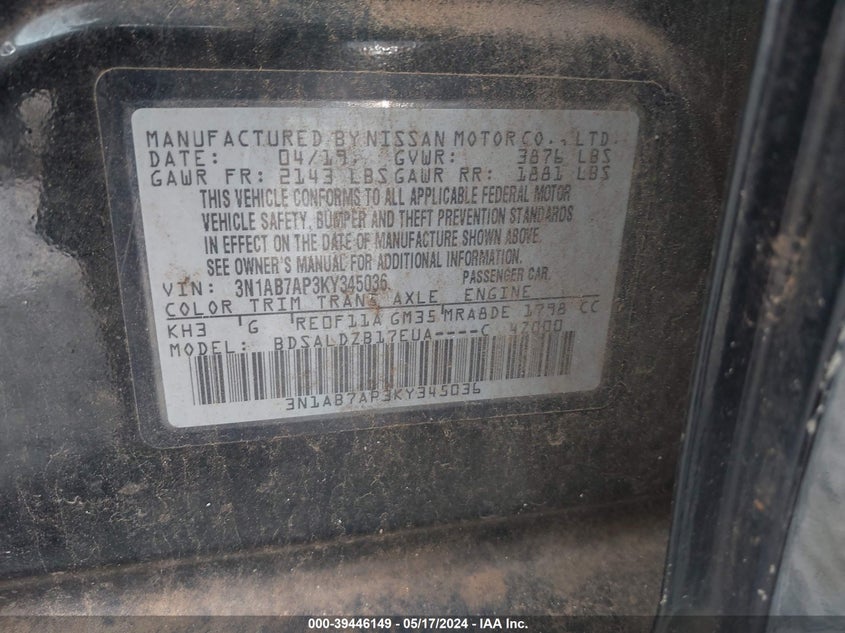 MANUFACTURED BY NISSAN MOTOR CO., LTD.
DATE: 04/19 GVWR: 3876 LBS
GAWR FR: 2143 LBS GAWR RR: 1881 LBS
THIS VEHICLE CONFORMS TO ALL APPLICABLE FEDERAL MOTOR
VEHICLE SAFETY, BUMPER AND THEFT PREVENTION STANDARDS
IN EFFECT ON THE DATE OF MANUFACTURE SHOWN ABOVE.
SEE OWNER'S MANUAL FOR ADDITIONAL INFORMATION.
VIN: 3N1AB7AP3KY345036 PASSENGER CAR
COLOR TRIM TRANS AXLE ENGINE
KH3 G RE0F11A GM35 MRA8DE 1798 CC
MODEL: BDSALDZB17EUA----C 4Z000
3N1AB7AP3KY345036
000-39446149 - 05/17/2024 - IAA Inc.